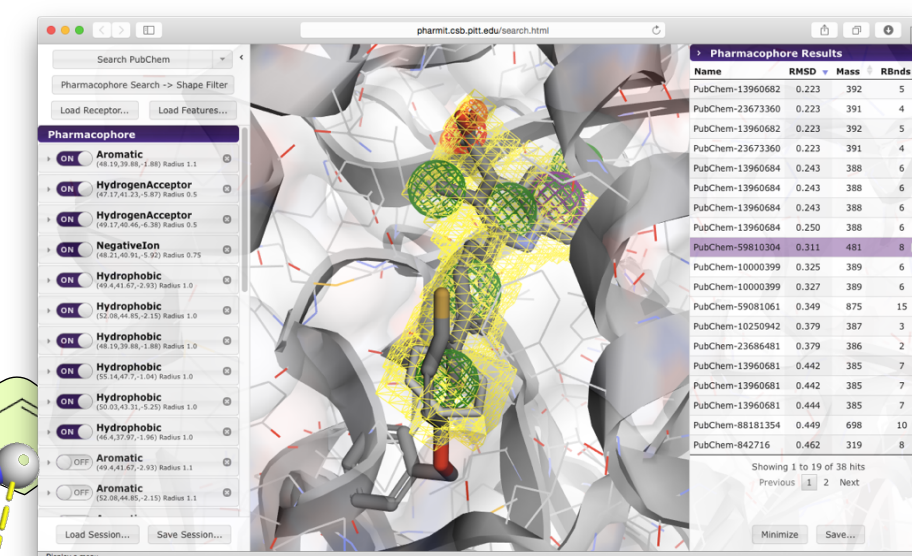 pharmit.csb.pitt.edu/search.html
Search PubChem
Pharmacophore Search -> Shape Filter
Load Receptor... Load Features...
Pharmacophore
ON Aromatic
(48.19,39.88,-1.88) Radius 1.1
ON HydrogenAcceptor
(47.17,41.23,-5.87) Radius 0.5
ON HydrogenAcceptor
(49.17,40.46,-6.38) Radius 0.5
ON NegativeIon
(48.21,40.91,-5.92) Radius 0.75
ON Hydrophobic
(49.4,41.67,-2.93) Radius 1.0
ON Hydrophobic
(52.08,44.85,-2.15) Radius 1.0
ON Hydrophobic
(48.19,39.88,-1.88) Radius 1.0
ON Hydrophobic
(55.14,47.7,-1.04) Radius 1.0
ON Hydrophobic
(50.03,43.31,-5.25) Radius 1.0
ON Hydrophobic
(46.4,37.97,-1.96) Radius 1.0
OFF Aromatic
(49.4,41.67,-2.93) Radius 1.1
OFF Aromatic
(52.08,44.85,-2.15) Radius 1.1
Load Session... Save Session...
Pharmacophore Results
Name RMSD Mass RBnds
PubChem-13960682 0.223 392 5
PubChem-23673360 0.223 391 4
PubChem-13960682 0.223 392 5
PubChem-23673360 0.223 391 4
PubChem-13960684 0.243 388 6
PubChem-13960684 0.243 388 6
PubChem-13960684 0.243 388 6
PubChem-13960684 0.250 388 6
PubChem-59810304 0.311 481 8
PubChem-10000399 0.325 389 6
PubChem-10000399 0.327 389 6
PubChem-59081061 0.349 875 15
PubChem-10250942 0.379 387 3
PubChem-23686481 0.379 386 2
PubChem-13960681 0.442 385 7
PubChem-13960681 0.442 385 7
PubChem-13960681 0.444 385 7
PubChem-88181354 0.449 698 10
PubChem-842716 0.462 319 8
Showing 1 to 19 of 38 hits
Previous 1 2 Next
Minimize Save...